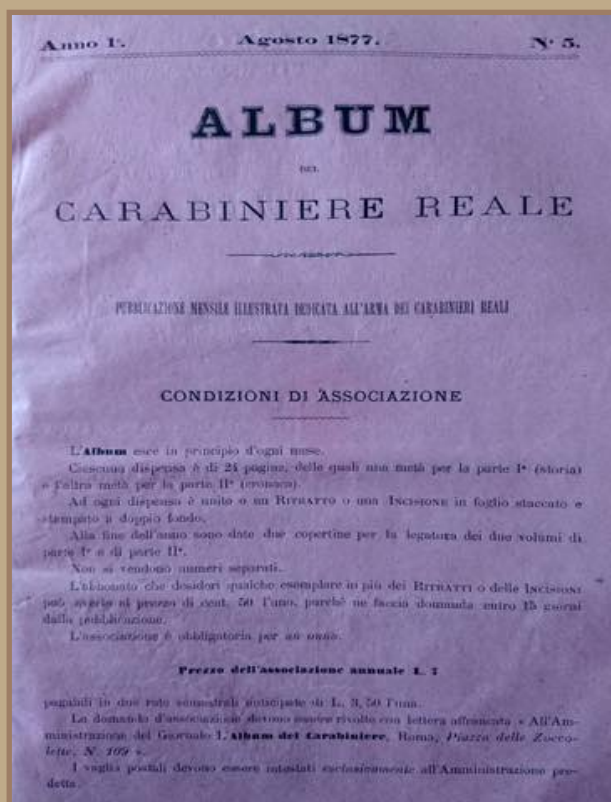 Anno 1º. Agosto 1877. Nº 5.
ALBUM
DEL
CARABINIERE REALE
PUBBLICAZIONE MENSILE ILLUSTRATA DEDICATA ALL'ARMA DEI CARABINIERI REALI
CONDIZIONI DI ASSOCIAZIONE
L'Album esce in principio d'ogni mese.
Ciascuna dispensa è di 24 pagine, delle quali una metà per la parte Iª (storia)
e l'altra metà per la parte IIª (cronaca).
Ad ogni dispensa è unito o un RITRATTO o una INCISIONE in foglio staccato e
stampato a doppio fondo.
Alla fine dell'anno sono date due copertine per la legatura dei due volumi di
parte Iª e di parte IIª.
Non si vendono numeri separati.
L'abbonato che desideri qualche esemplare in più dei RITRATTI o delle INCISIONI
può averlo al prezzo di cent. 50 l'uno, purchè ne faccia domanda entro 15 giorni
dalla pubblicazione.
L'associazione è obbligatoria per un anno.
Prezzo dell'associazione annuale L. 7
pagabili in due rate semestrali anticipate di L. 3,50 l'una.
Le domande d'associazione devono essere rivolte con lettera affrancata « All'Am-
ministrazione del Giornale L'Album del Carabiniere, Roma, Piazza delle Zocco-
lette, N. 109 ».
I vaglia postali devono essere intestati esclusivamente all'Amministrazione pre-
detta.